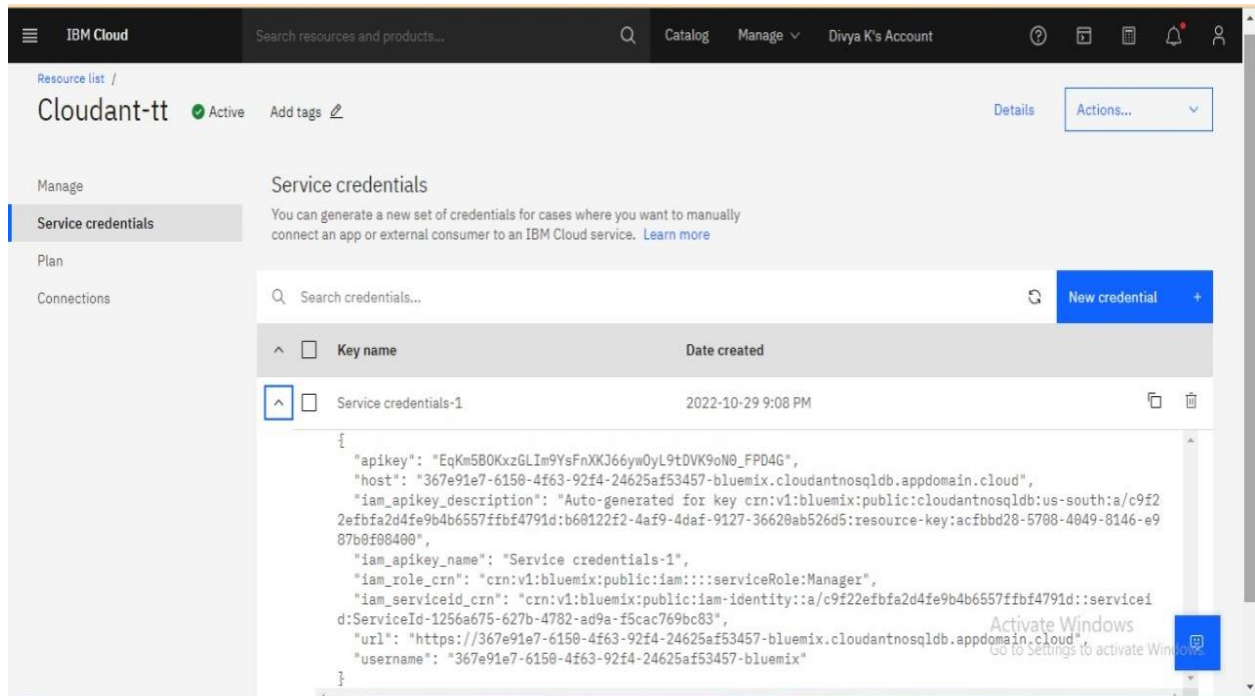 IBM Cloud
Search resources and products...
Catalog
Manage
Divya K's Account
Resource list /
Cloudant-tt
Active
Add tags
Details
Actions...
Manage
Service credentials
Plan
Connections
Service credentials
You can generate a new set of credentials for cases where you want to manually
connect an app or external consumer to an IBM Cloud service. Learn more
Search credentials...
New credential +
Key name
Date created
Service credentials-1
2022-10-29 9:08 PM
{
"apikey": "EqKm5BOKxzGLIm9YsFnXKJ66ywOyL9tDVK9oN0_FPD4G",
"host": "367e91e7-6150-4f63-92f4-24625af53457-bluemix.cloudantnosqldb.appdomain.cloud",
"iam_apikey_description": "Auto-generated for key crn:v1:bluemix:public:cloudantnosqldb:us-south:a/c9f2
2efbfa2d4fe9b4b6557ffbf4791d:b60122f2-4af9-4daf-9127-36620ab526d5:resource-key:acfbbd28-5708-4049-8146-e9
87b0f08400",
"iam_apikey_name": "Service credentials-1",
"iam_role_crn": "crn:v1:bluemix:public:iam::::serviceRole:Manager",
"iam_serviceid_crn": "crn:v1:bluemix:public:iam-identity::a/c9f22efbfa2d4fe9b4b6557ffbf4791d::servicei
d:ServiceId-1256a675-627b-4782-ad9a-f5cac769bc83",
"url": "https://367e91e7-6150-4f63-92f4-24625af53457-bluemix.cloudantnosqldb.appdomain.cloud",
"username": "367e91e7-6150-4f63-92f4-24625af53457-bluemix"
}
Activate Windows
Go to Settings to activate Windows.